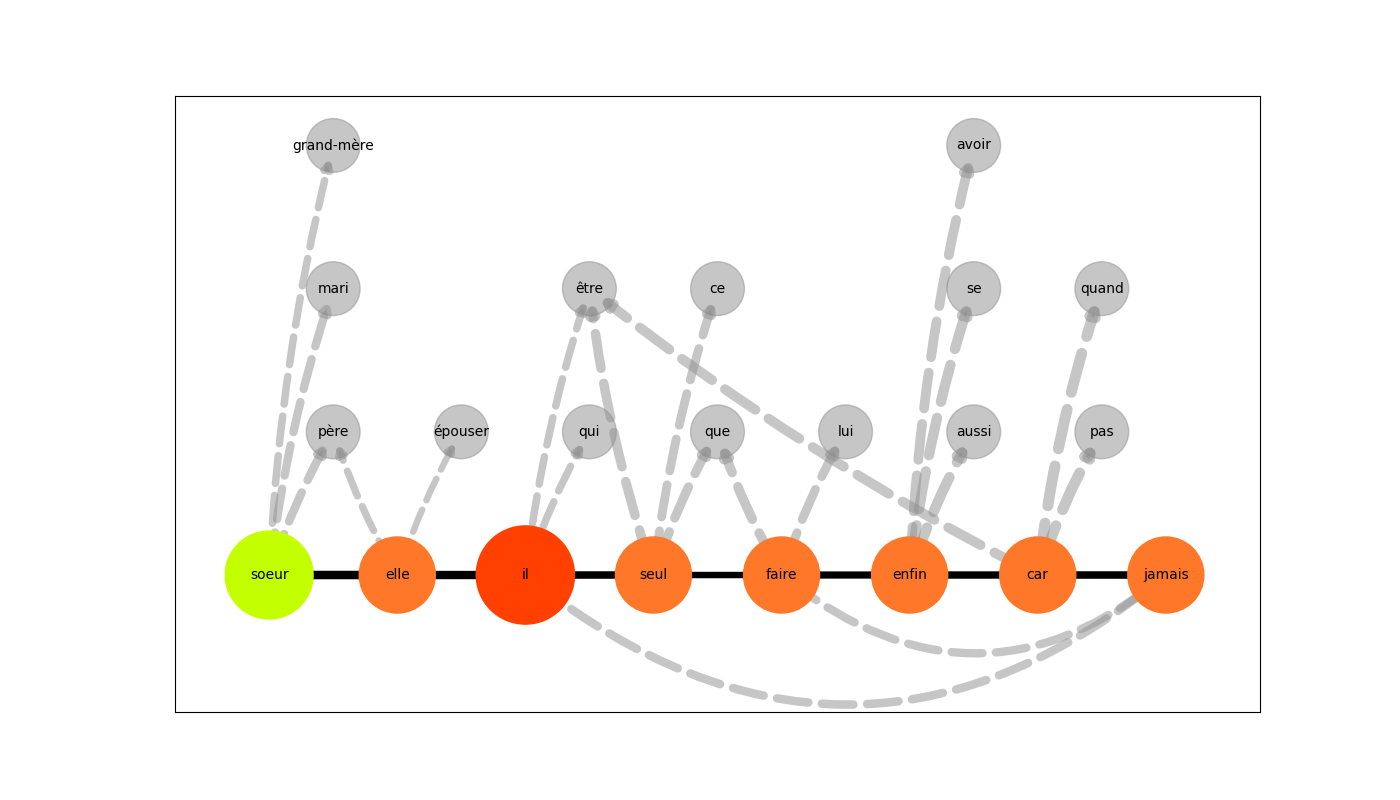 grand-mère avoir
mari être ce se quand
père épouser qui que lui aussi pas
soeur elle il seul faire enfin car jamais